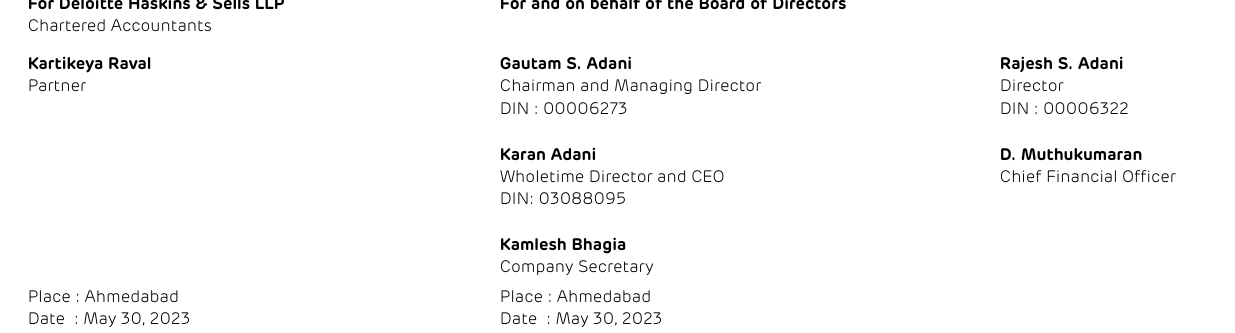 For Deloitte Haskins & Sells LLP
Chartered Accountants
Kartikeya Raval
Partner
Place : Ahmedabad
Date : May 30, 2023
For and on behalf of the Board of Directors
Gautam S. Adani
Chairman and Managing Director
DIN : 00006273
Karan Adani
Wholetime Director and CEO
DIN: 03088095
Kamlesh Bhagia
Company Secretary
Place : Ahmedabad
Date : May 30, 2023
Rajesh S. Adani
Director
DIN : 00006322
D. Muthukumaran
Chief Financial Officer